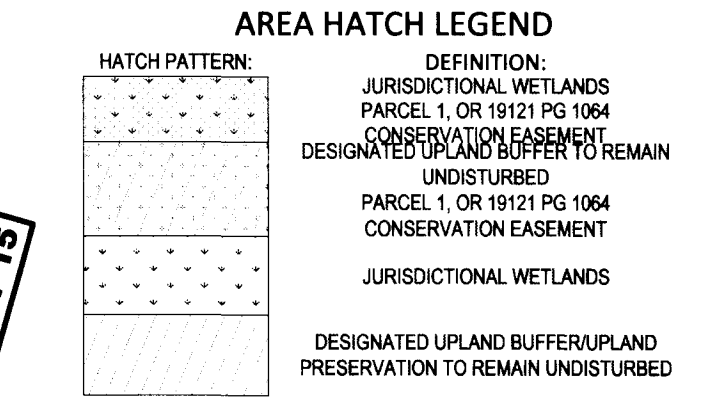 AREA HATCH LEGEND
HATCH PATTERN:
DEFINITION:
JURISDICTIONAL WETLANDS
PARCEL 1, OR 19121 PG 1064
CONSERVATION EASEMENT
DESIGNATED UPLAND BUFFER TO REMAIN
UNDISTURBED
PARCEL 1, OR 19121 PG 1064
CONSERVATION EASEMENT
JURISDICTIONAL WETLANDS
DESIGNATED UPLAND BUFFER/UPLAND
PRESERVATION TO REMAIN UNDISTURBED